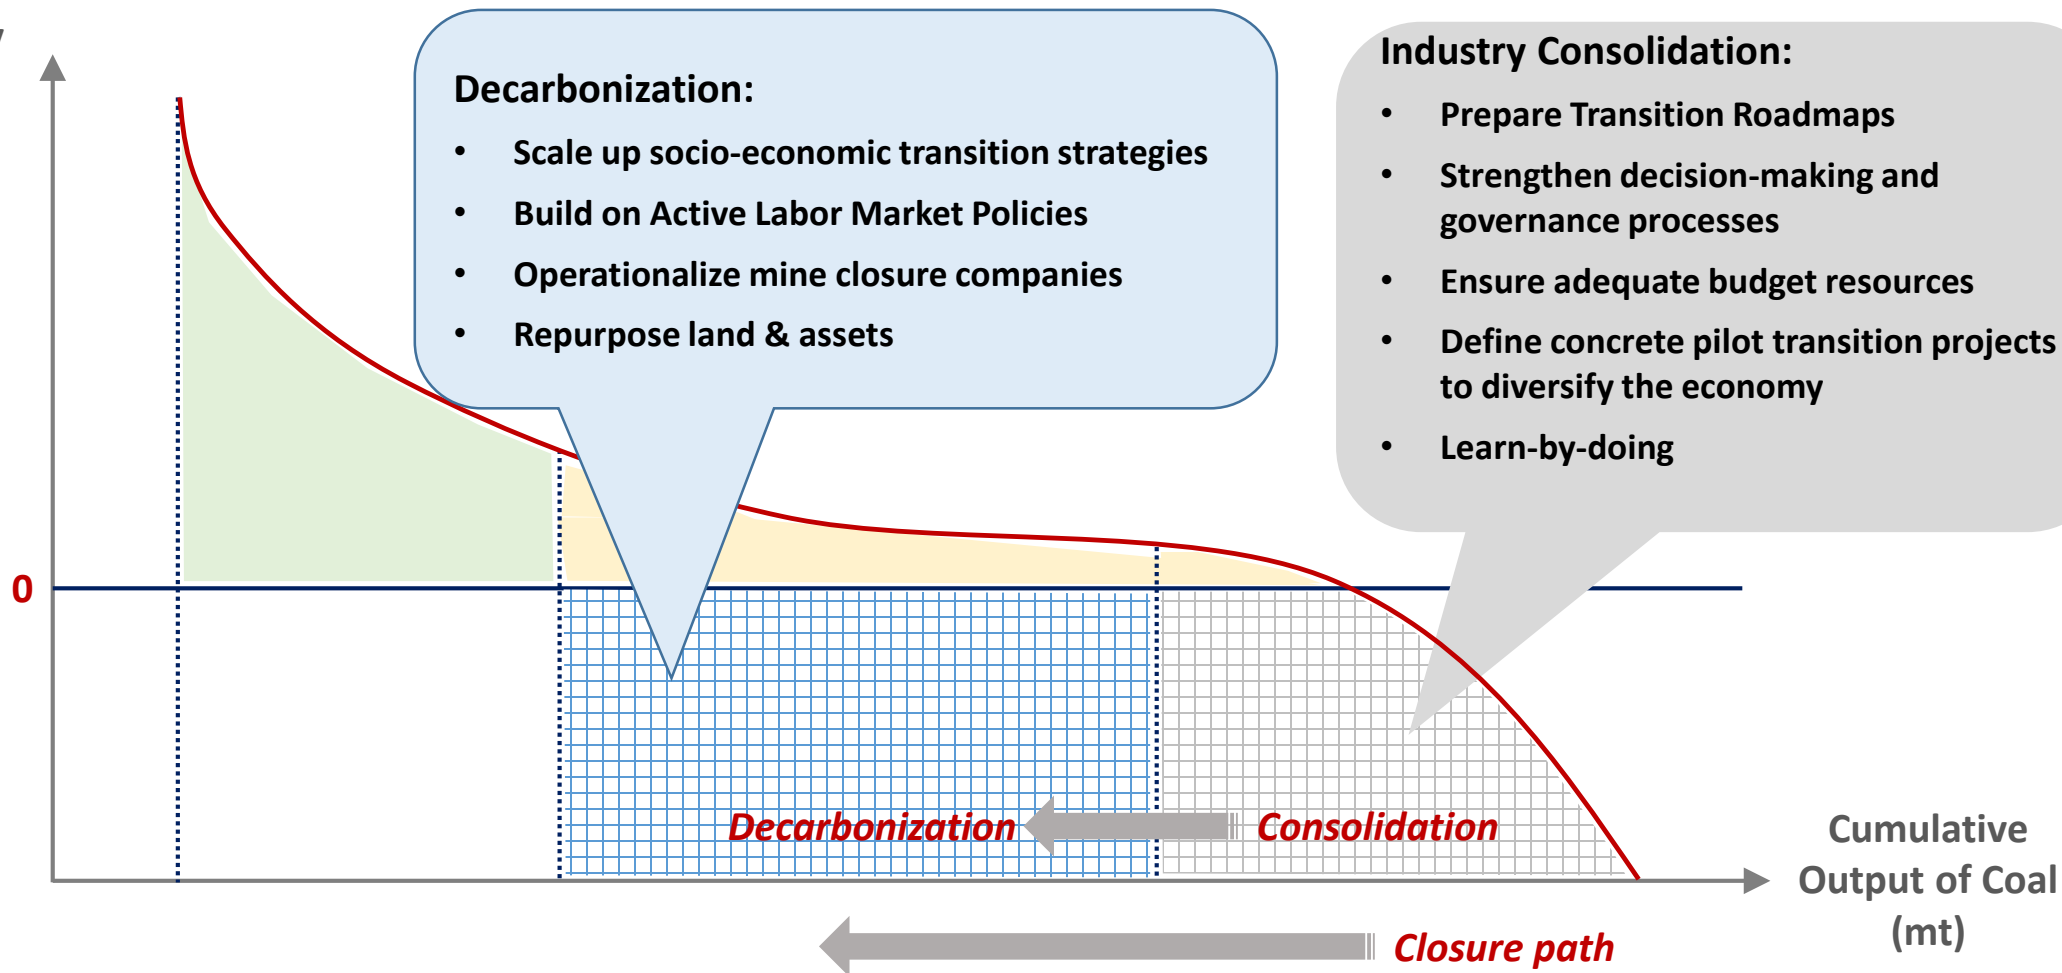 Decarbonization:
• Scale up socio-economic transition strategies
• Build on Active Labor Market Policies
• Operationalize mine closure companies
• Repurpose land & assets
Industry Consolidation:
• Prepare Transition Roadmaps
• Strengthen decision-making and
governance processes
• Ensure adequate budget resources
• Define concrete pilot transition projects
to diversify the economy
• Learn-by-doing
0
Decarbonization
Consolidation
Cumulative
Output of Coal
(mt)
Closure path